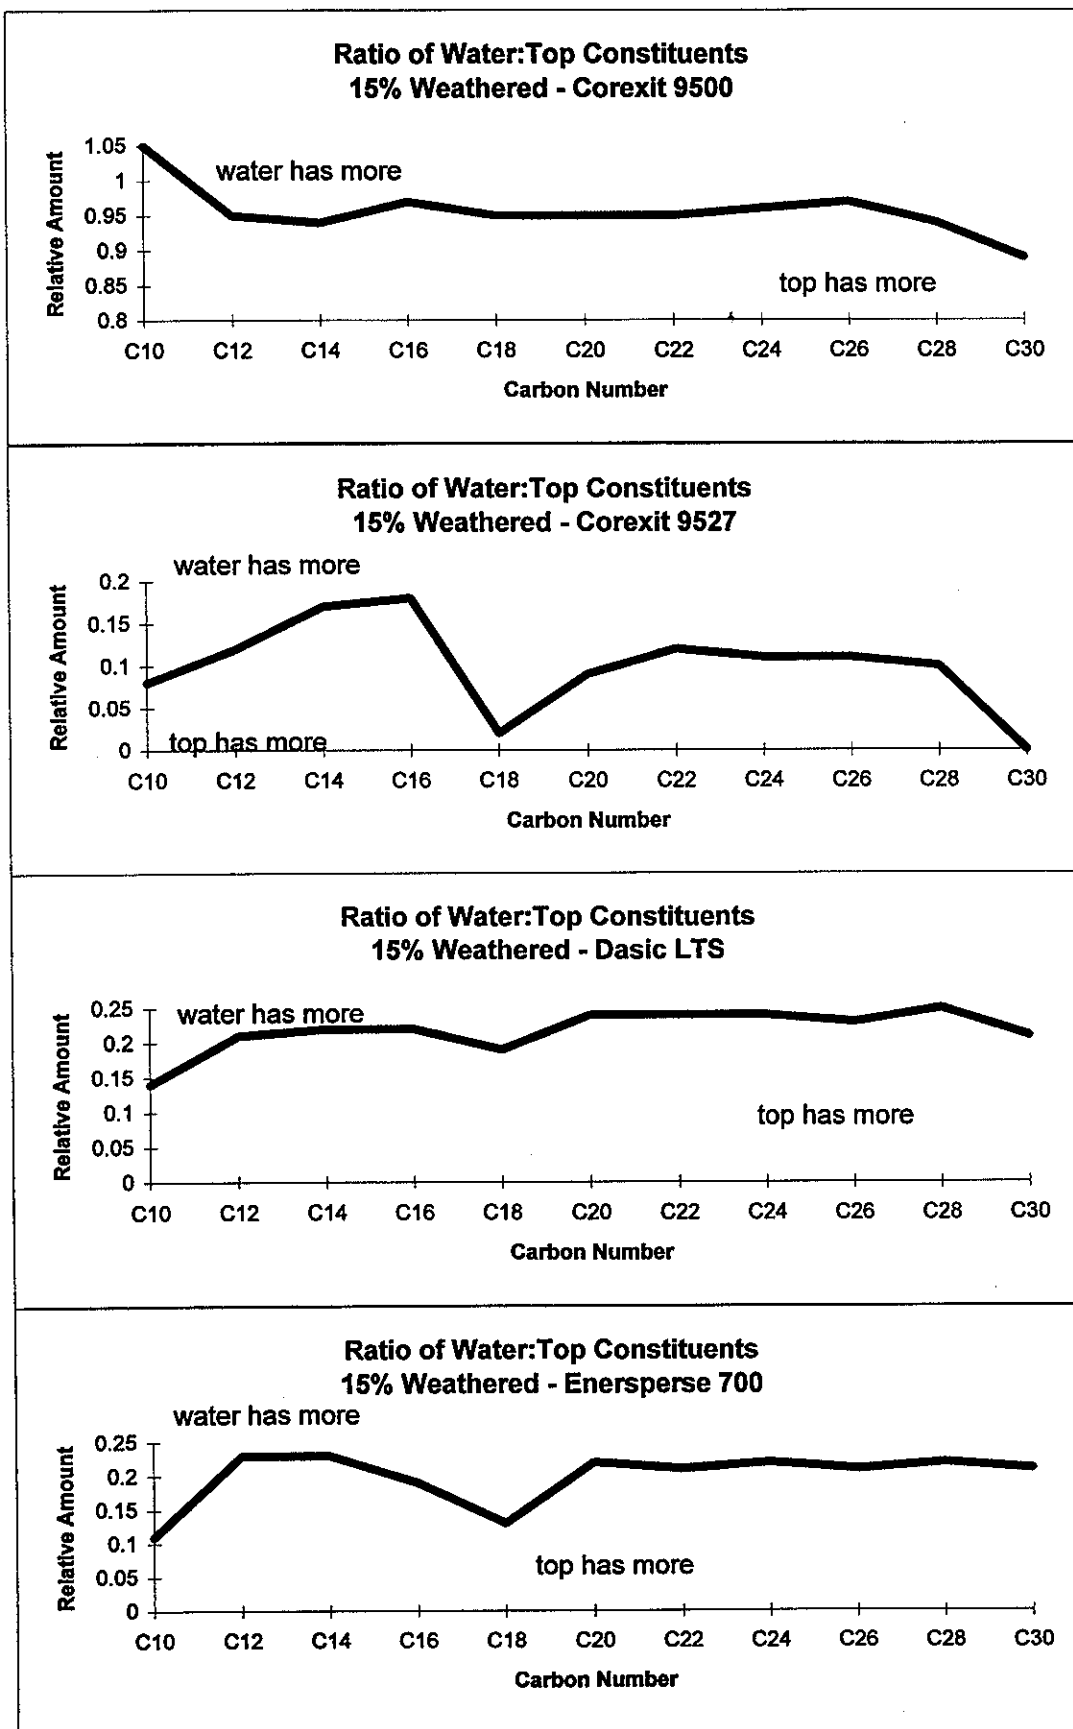 Ratio of Water:Top Constituents
15% Weathered - Corexit 9500
Relative Amount
1.05
1
0.95
0.9
0.85
0.8
water has more
top has more
C10 C12 C14 C16 C18 C20 C22 C24 C26 C28 C30
Carbon Number
Ratio of Water:Top Constituents
15% Weathered - Corexit 9527
water has more
Relative Amount
0.2
0.15
0.1
0.05
0
top has more
C10 C12 C14 C16 C18 C20 C22 C24 C26 C28 C30
Carbon Number
Ratio of Water:Top Constituents
15% Weathered - Dasic LTS
Relative Amount
0.25
0.2
0.15
0.1
0.05
0
water has more
top has more
C10 C12 C14 C16 C18 C20 C22 C24 C26 C28 C30
Carbon Number
Ratio of Water:Top Constituents
15% Weathered - Enersperse 700
water has more
Relative Amount
0.25
0.2
0.15
0.1
0.05
0
top has more
C10 C12 C14 C16 C18 C20 C22 C24 C26 C28 C30
Carbon Number